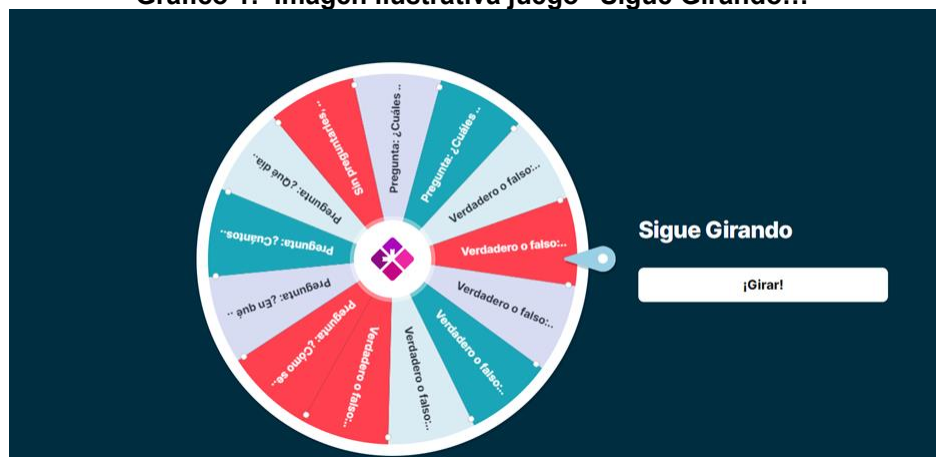 Gráfico 1. Imagen ilustrativa juego "Sigue Girando…"
Pregunta: ¿Cuáles ..
Pregunta: ¿Cuáles ..
Verdadero o falso:..
Verdadero o falso:..
Verdadero o falso:..
Verdadero o falso:..
Verdadero o falso:..
Verdadero o falso:..
Pregunta: ¿Cómo se..
Pregunta: ¿En qué ..
Pregunta: ¿Cuántos..
Pregunta: ¿Qué día..
Sin preguntarles, ..
Sigue Girando
¡Girar!